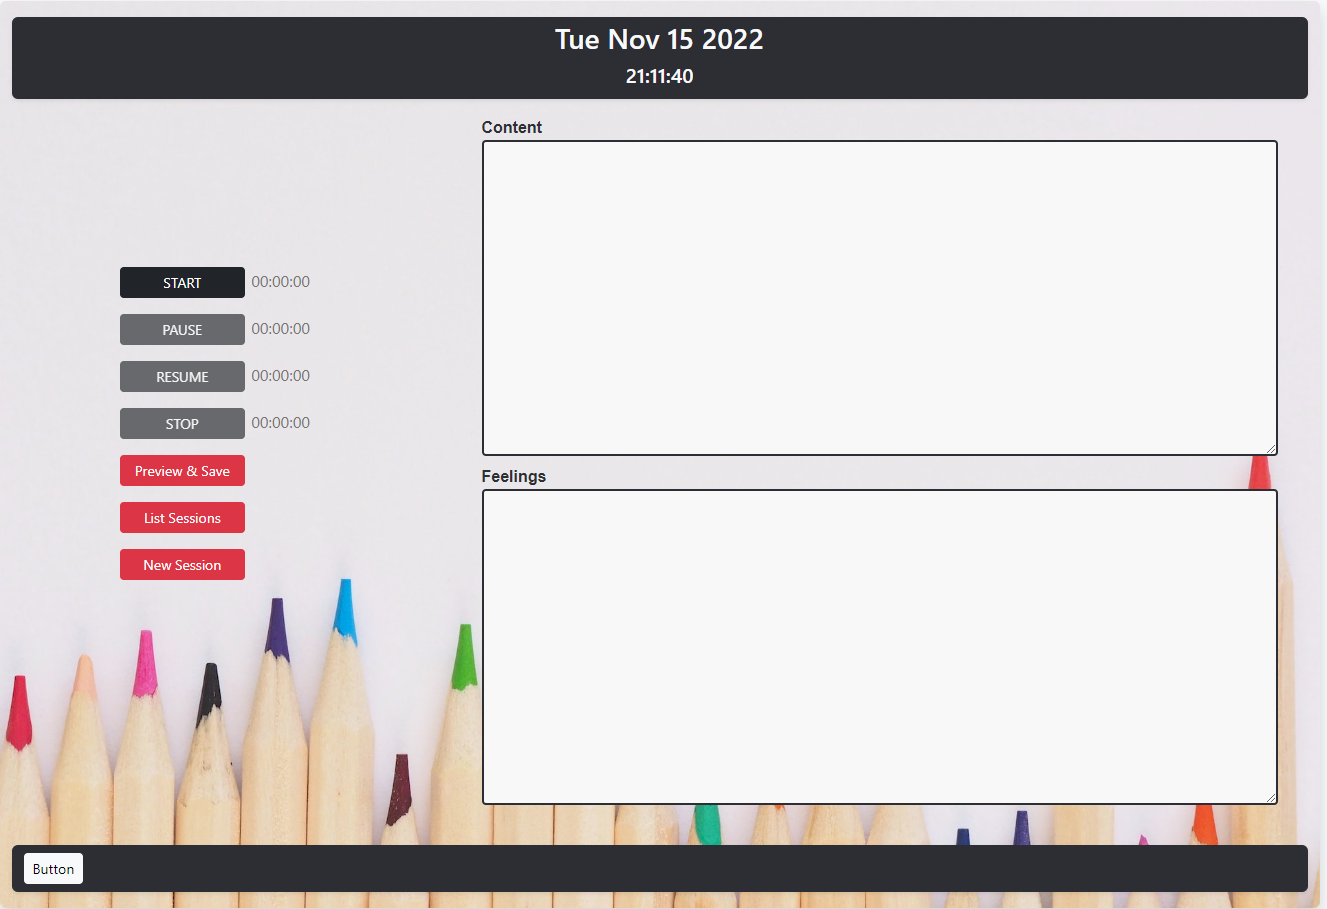 Tue Nov 15 2022
21:11:40
START 00:00:00
PAUSE 00:00:00
RESUME 00:00:00
STOP 00:00:00
Preview & Save
List Sessions
New Session
Content
Feelings
Button